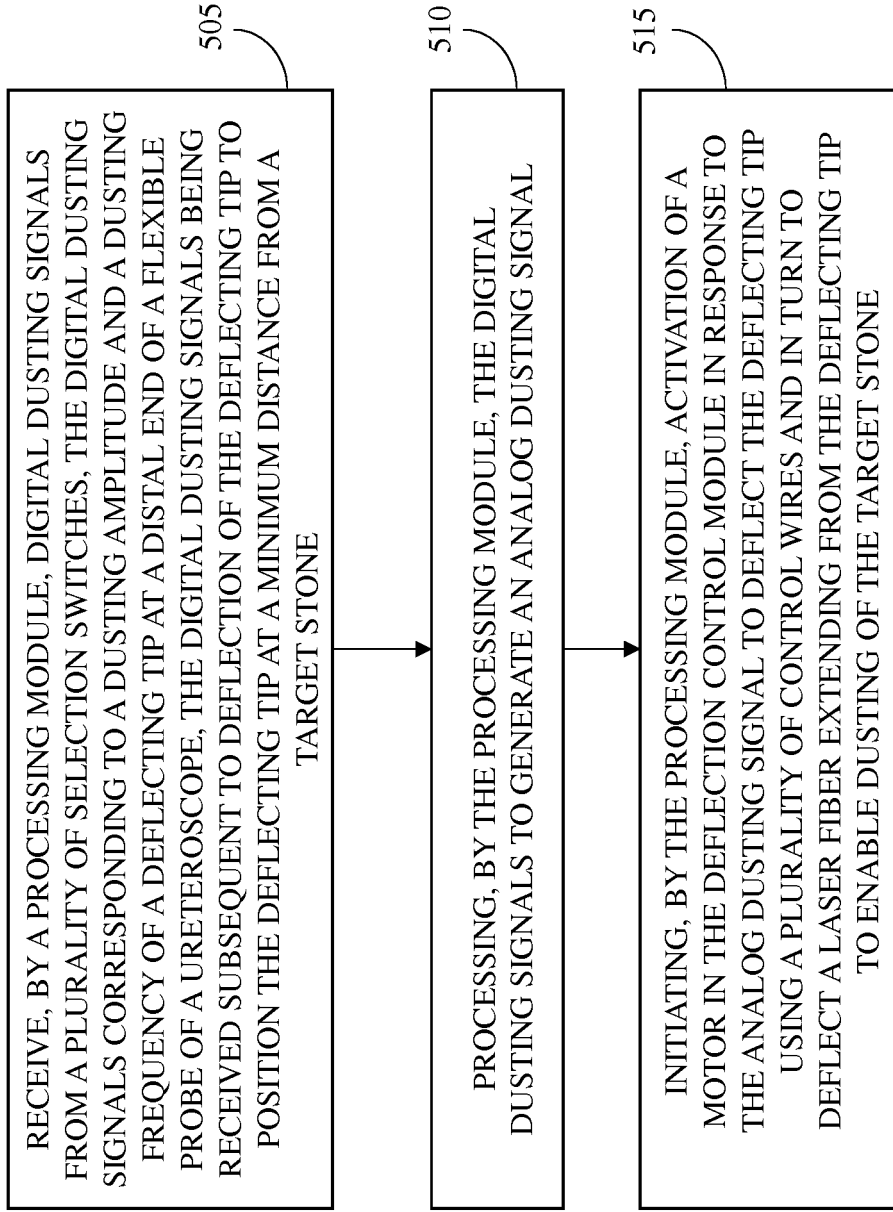 RECEIVE, BY A PROCESSING MODULE, DIGITAL DUSTING SIGNALS
FROM A PLURALITY OF SELECTION SWITCHES, THE DIGITAL DUSTING
SIGNALS CORRESPONDING TO A DUSTING AMPLITUDE AND A DUSTING
FREQUENCY OF A DEFLECTING TIP AT A DISTAL END OF A FLEXIBLE
PROBE OF A URETEROSCOPE, THE DIGITAL DUSTING SIGNALS BEING
RECEIVED SUBSEQUENT TO DEFLECTION OF THE DEFLECTING TIP TO
POSITION THE DEFLECTING TIP AT A MINIMUM DISTANCE FROM A
TARGET STONE
505
PROCESSING, BY THE PROCESSING MODULE, THE DIGITAL
DUSTING SIGNALS TO GENERATE AN ANALOG DUSTING SIGNAL
510
INITIATING, BY THE PROCESSING MODULE, ACTIVATION OF A
MOTOR IN THE DEFLECTION CONTROL MODULE IN RESPONSE TO
THE ANALOG DUSTING SIGNAL TO DEFLECT THE DEFLECTING TIP
USING A PLURALITY OF CONTROL WIRES AND IN TURN TO
DEFLECT A LASER FIBER EXTENDING FROM THE DEFLECTING TIP
TO ENABLE DUSTING OF THE TARGET STONE
515